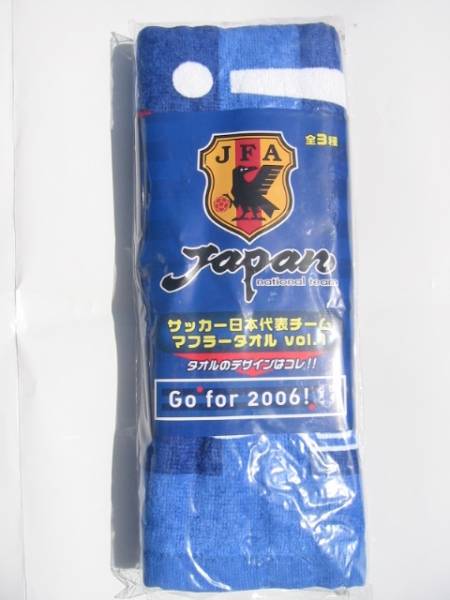 JFA
全3種
Japan
national team
サッカー日本代表チーム
マフラータオル vol.1
タオルのデザインはコレ!!
Go for 2006!!